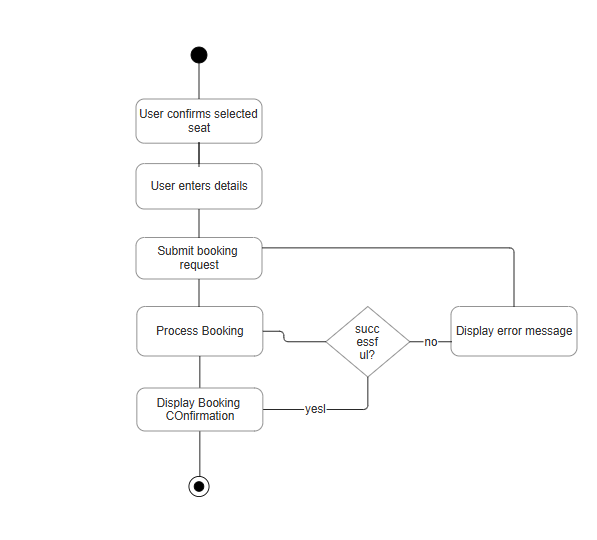 User confirms selected
seat
User enters details
Submit booking
request
Process Booking
succ
essf
ul?
no
Display error message
Display Booking
COnfirmation
yesl